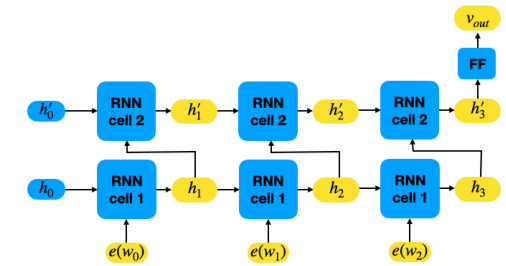 v_out
FF
h′_0
RNN
cell 2
h′_1
RNN
cell 2
h′_2
RNN
cell 2
h′_3
h_0
RNN
cell 1
h_1
RNN
cell 1
h_2
RNN
cell 1
h_3
e(w_0)
e(w_1)
e(w_2)